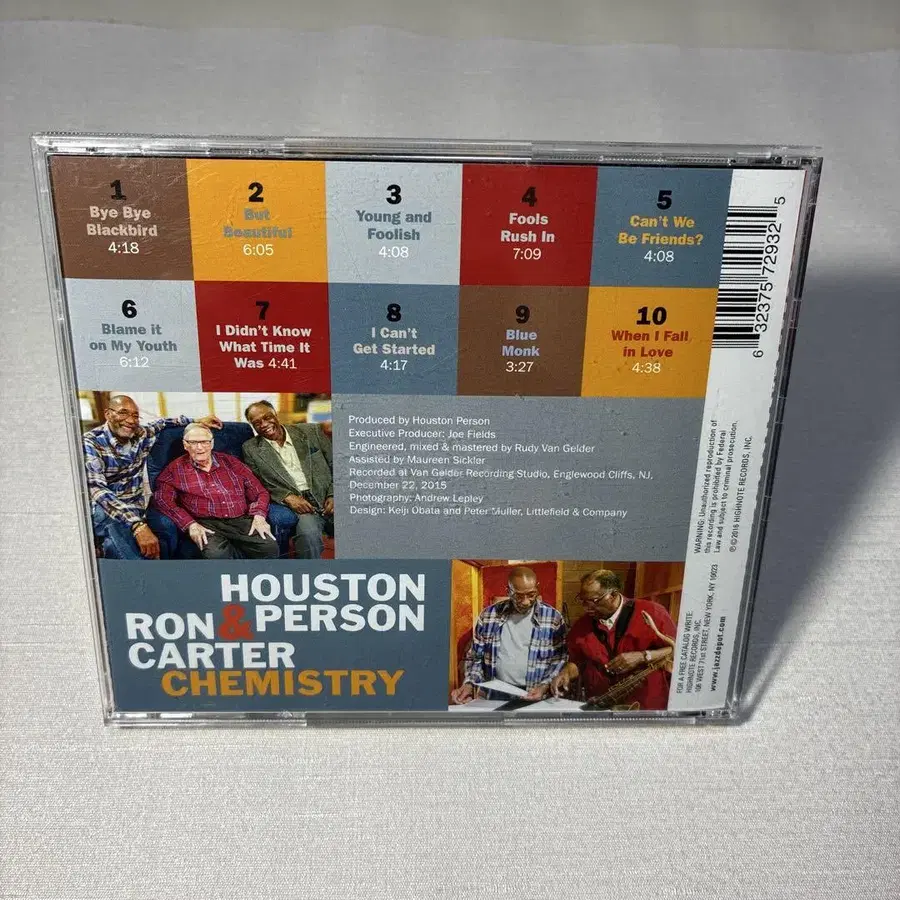 1
Bye Bye
Blackbird
4:18
2
But
Beautiful
6:05
3
Young and
Foolish
4:08
4
Fools
Rush In
7:09
5
Can't We
Be Friends?
4:08
6
Blame it
on My Youth
6:12
7
I Didn't Know
What Time It
Was 4:41
8
I Can't
Get Started
4:17
9
Blue
Monk
3:27
10
When I Fall
in Love
4:38
Produced by Houston Person
Executive Producer: Joe Fields
Engineered, mixed & mastered by Rudy Van Gelder
Assisted by Maureen Sickler
Recorded at Van Gelder Recording Studio, Englewood Cliffs, NJ,
December 22, 2015
Photography: Andrew Lepley
Design: Keiji Obata and Peter Muller, Littlefield & Company
HOUSTON
RON & PERSON
CARTER
CHEMISTRY
6 32375 72932 5
WARNING: Unauthorized reproduction of
this recording is prohibited by Federal
Law and subject to criminal prosecution.
℗©2016 HIGHNOTE RECORDS, INC.
FOR A FREE CATALOG WRITE:
HIGHNOTE RECORDS, INC.
106 WEST 71st STREET, NEW YORK, NY 10023
www.jazzdepot.com